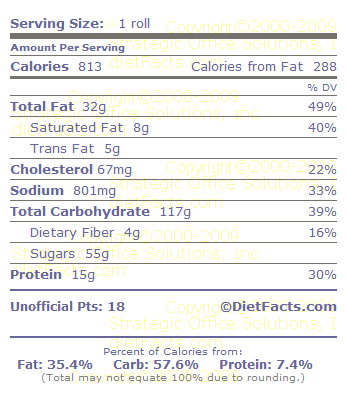 Serving Size: 1 roll
Amount Per Serving
Calories 813 Calories from Fat 288
% DV
Total Fat 32g 49%
Saturated Fat 8g 40%
Trans Fat 5g
Cholesterol 67mg 22%
Sodium 801mg 33%
Total Carbohydrate 117g 39%
Dietary Fiber 4g 16%
Sugars 55g
Protein 15g 30%
Unofficial Pts: 18 ©DietFacts.com
Percent of Calories from:
Fat: 35.4% Carb: 57.6% Protein: 7.4%
(Total may not equate 100% due to rounding.)